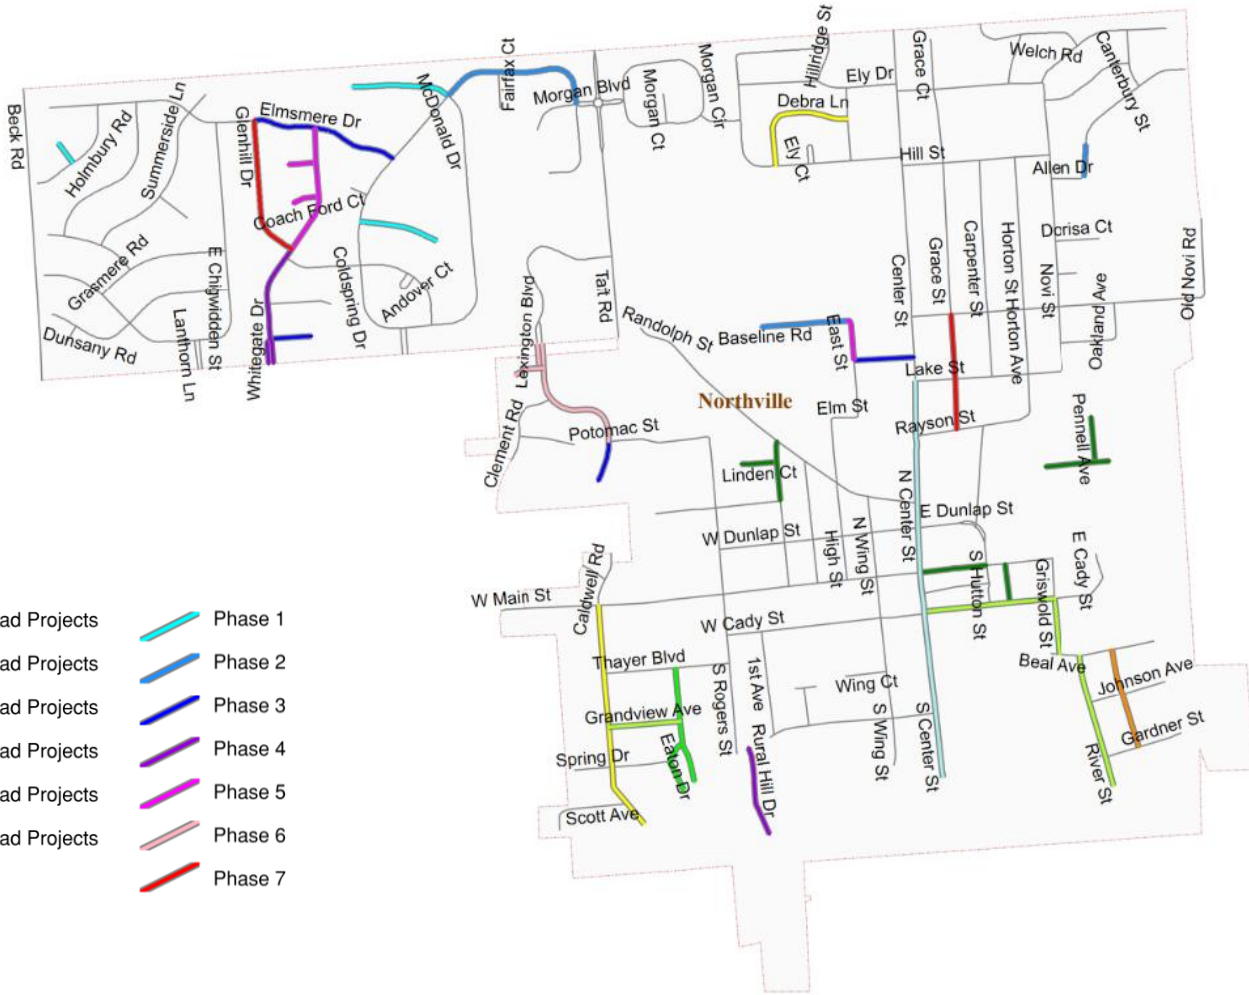 Beck Rd
Holmbury Rd
Summerside Ln
Glenhill Dr
Elmsmere Dr
McDonald Dr
Fairfax Ct
Morgan Blvd
Morgan Ct
Morgan Cir
Hillridge St
Ely Dr
Debra Ln
Ely Ct
Grace Ct
Welch Rd
Canterbury St
Hill St
Allen Dr
Coach Ford Ct
Grasmere Rd
E Chigwidden St
Coldspring Dr
Andover Ct
Dunsany Rd
Lanthorn Ln
Whitegate Dr
Lexington Blvd
Taft Rd
Randolph St
Baseline Rd
East St
Center St
Grace St
Carpenter St
Horton St
Horton Ave
Novi St
Dorisa Ct
Oakland Ave
Old Novi Rd
Lake St
Northville
Elm St
Rayson St
Pennell Ave
Clement Rd
Potomac St
Linden Ct
N Center St
E Dunlap St
W Dunlap St
High St
N Wing St
S Hutton St
Griswold St
E Cady St
W Main St
Caldwell Rd
W Cady St
Thayer Blvd
S Rogers St
1st Ave
Wing Ct
Beal Ave
Johnson Ave
Grandview Ave
Rural Hill Dr
S Wing St
S Center St
Gardner St
Spring Dr
Eaton Dr
River St
Scott Ave
ad Projects Phase 1
ad Projects Phase 2
ad Projects Phase 3
ad Projects Phase 4
ad Projects Phase 5
ad Projects Phase 6
Phase 7